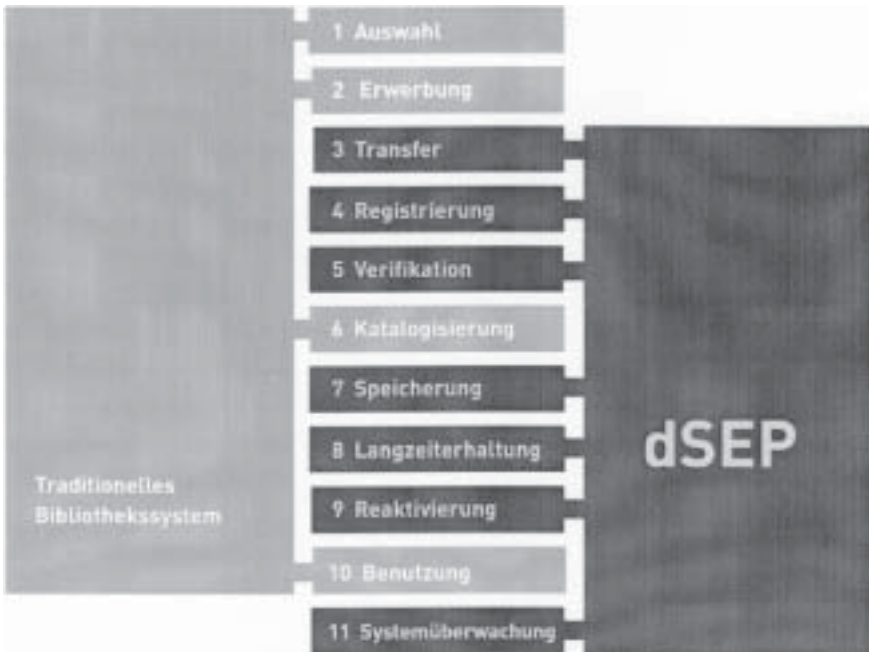 1 Auswahl
2 Erwerbung
3 Transfer
4 Registrierung
5 Verifikation
6 Katalogisierung
7 Speicherung
8 Langzeiterhaltung
9 Reaktivierung
10 Benutzung
11 Systemüberwachung
Traditionelles
Bibliothekssystem
dSEP